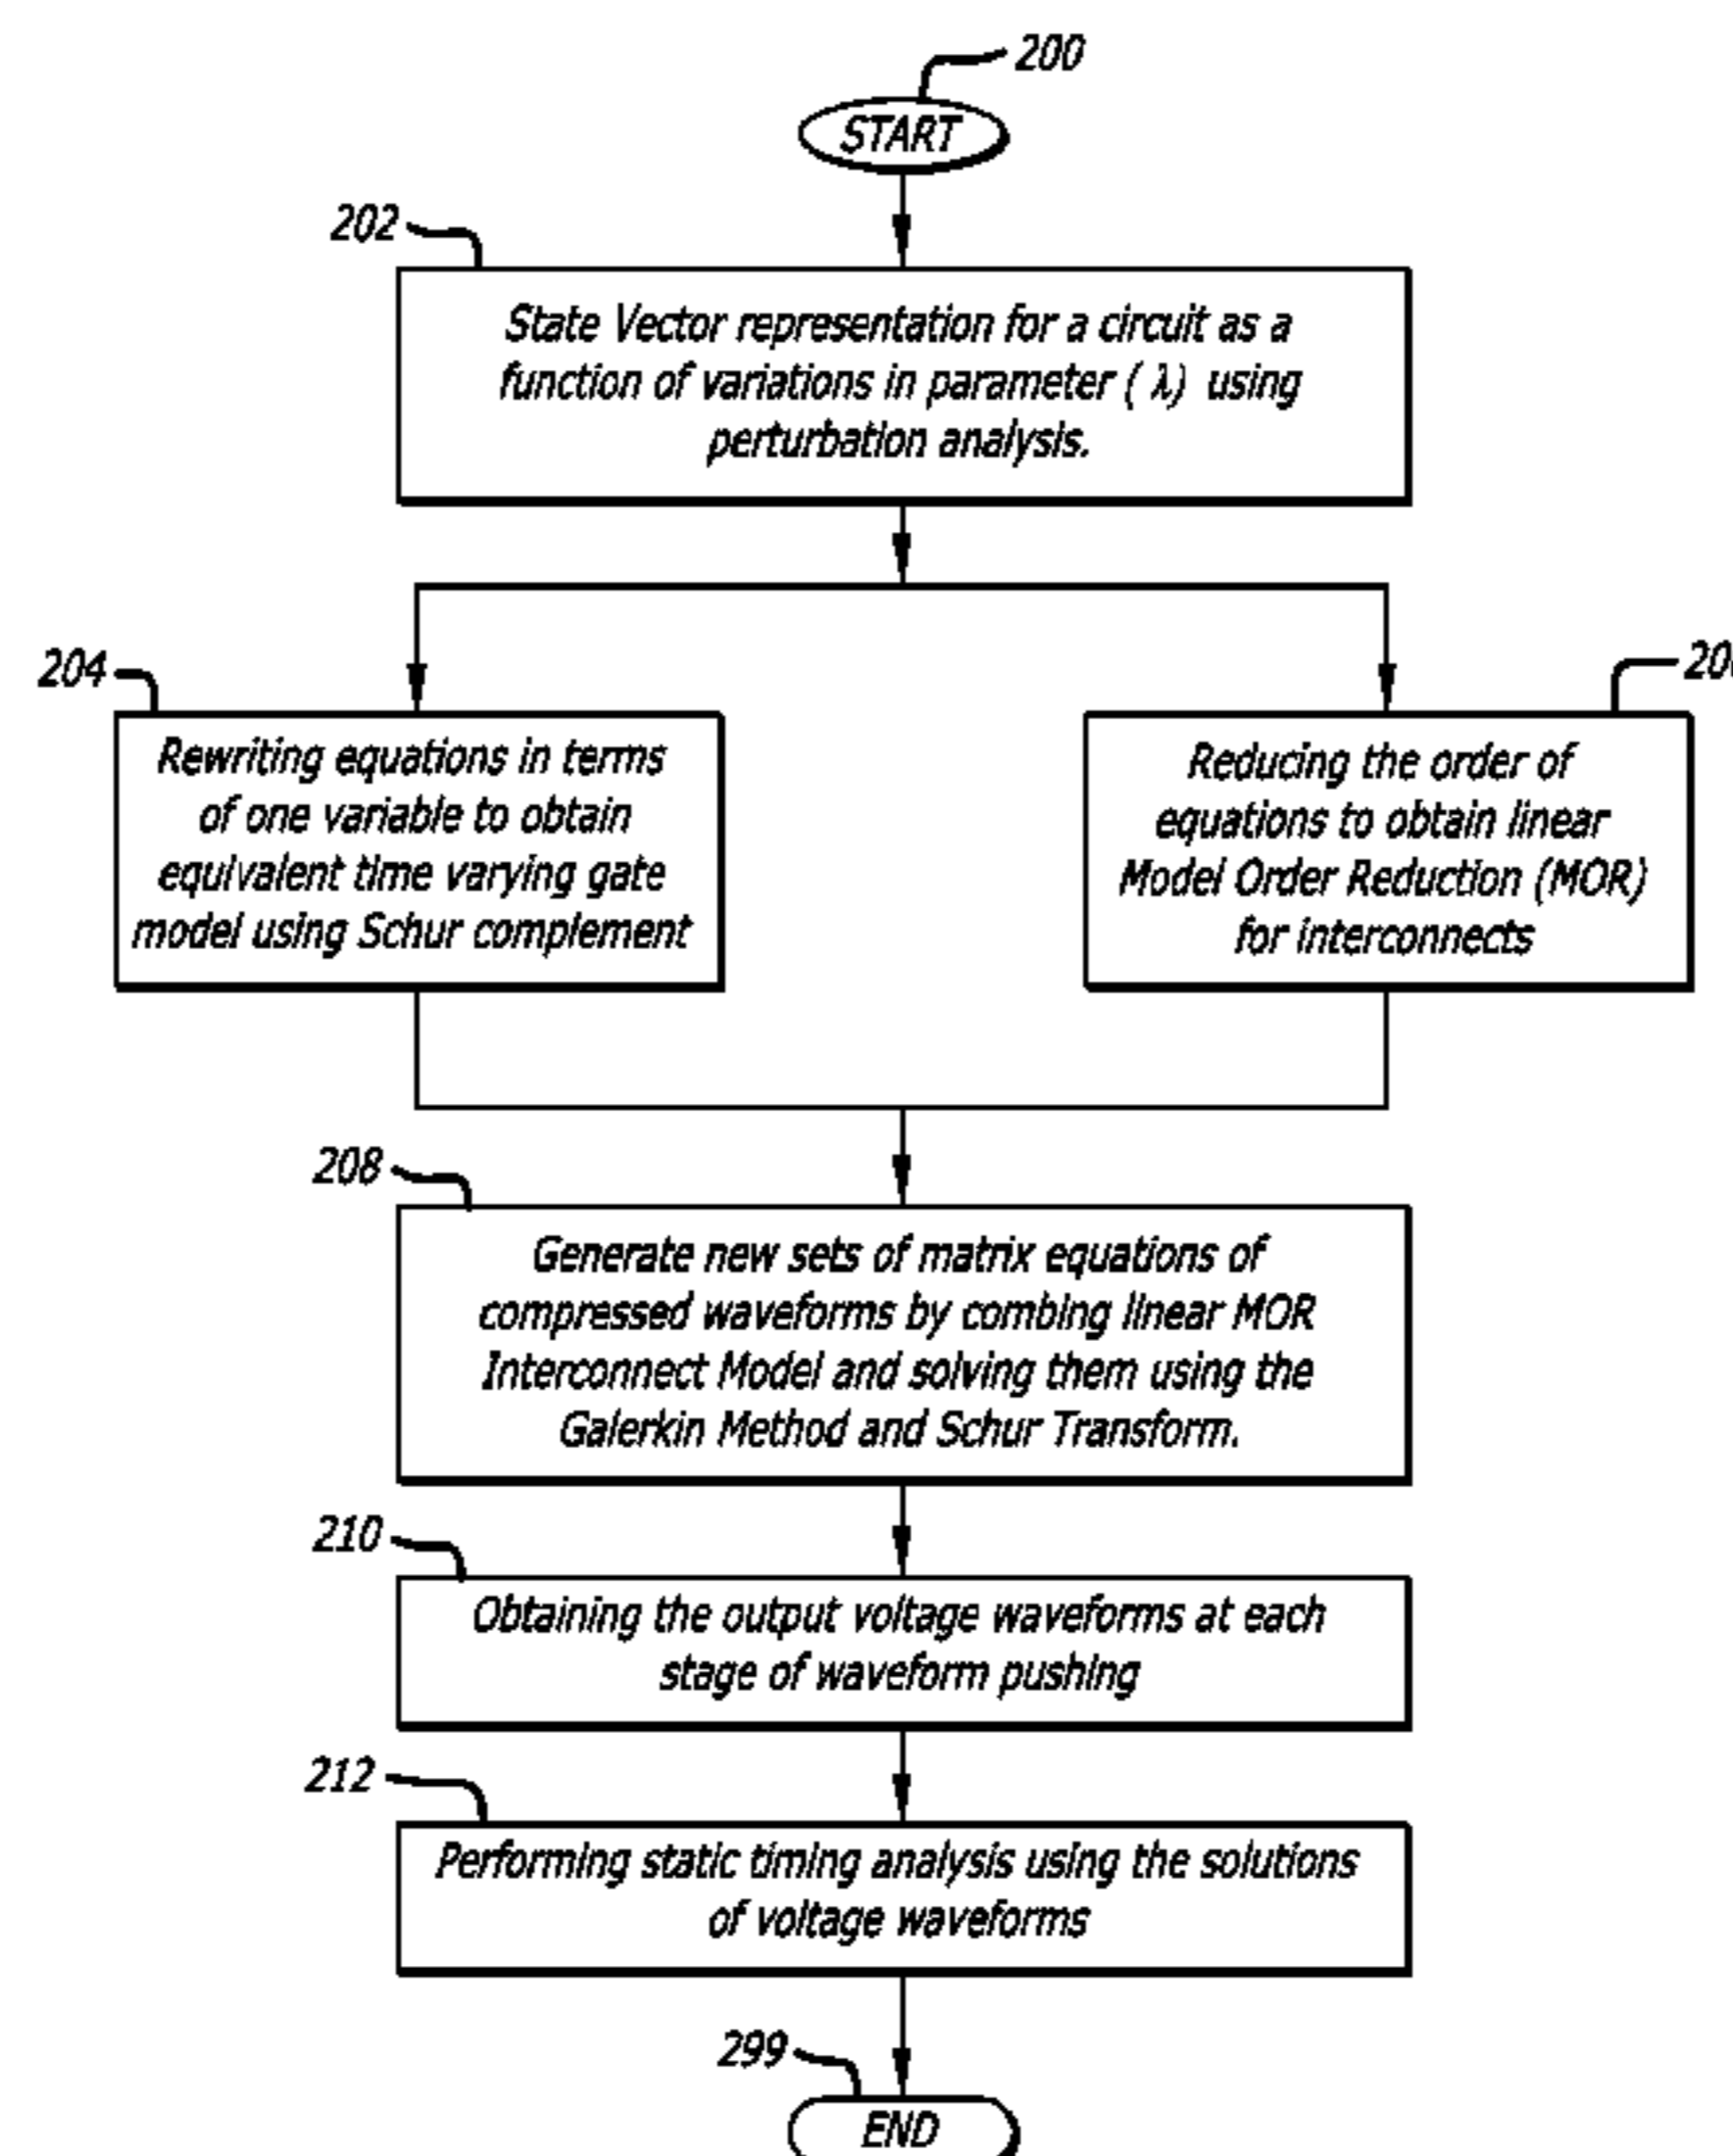 200
START
202
State Vector representation for a circuit as a
function of variations in parameter ( λ) using
perturbation analysis.
204
Rewriting equations in terms
of one variable to obtain
equivalent time varying gate
model using Schur complement
Reducing the order of
equations to obtain linear
Model Order Reduction (MOR)
for interconnects
208
Generate new sets of matrix equations of
compressed waveforms by combing linear MOR
Interconnect Model and solving them using the
Galerkin Method and Schur Transform.
210
Obtaining the output voltage waveforms at each
stage of waveform pushing
212
Performing static timing analysis using the solutions
of voltage waveforms
299
END